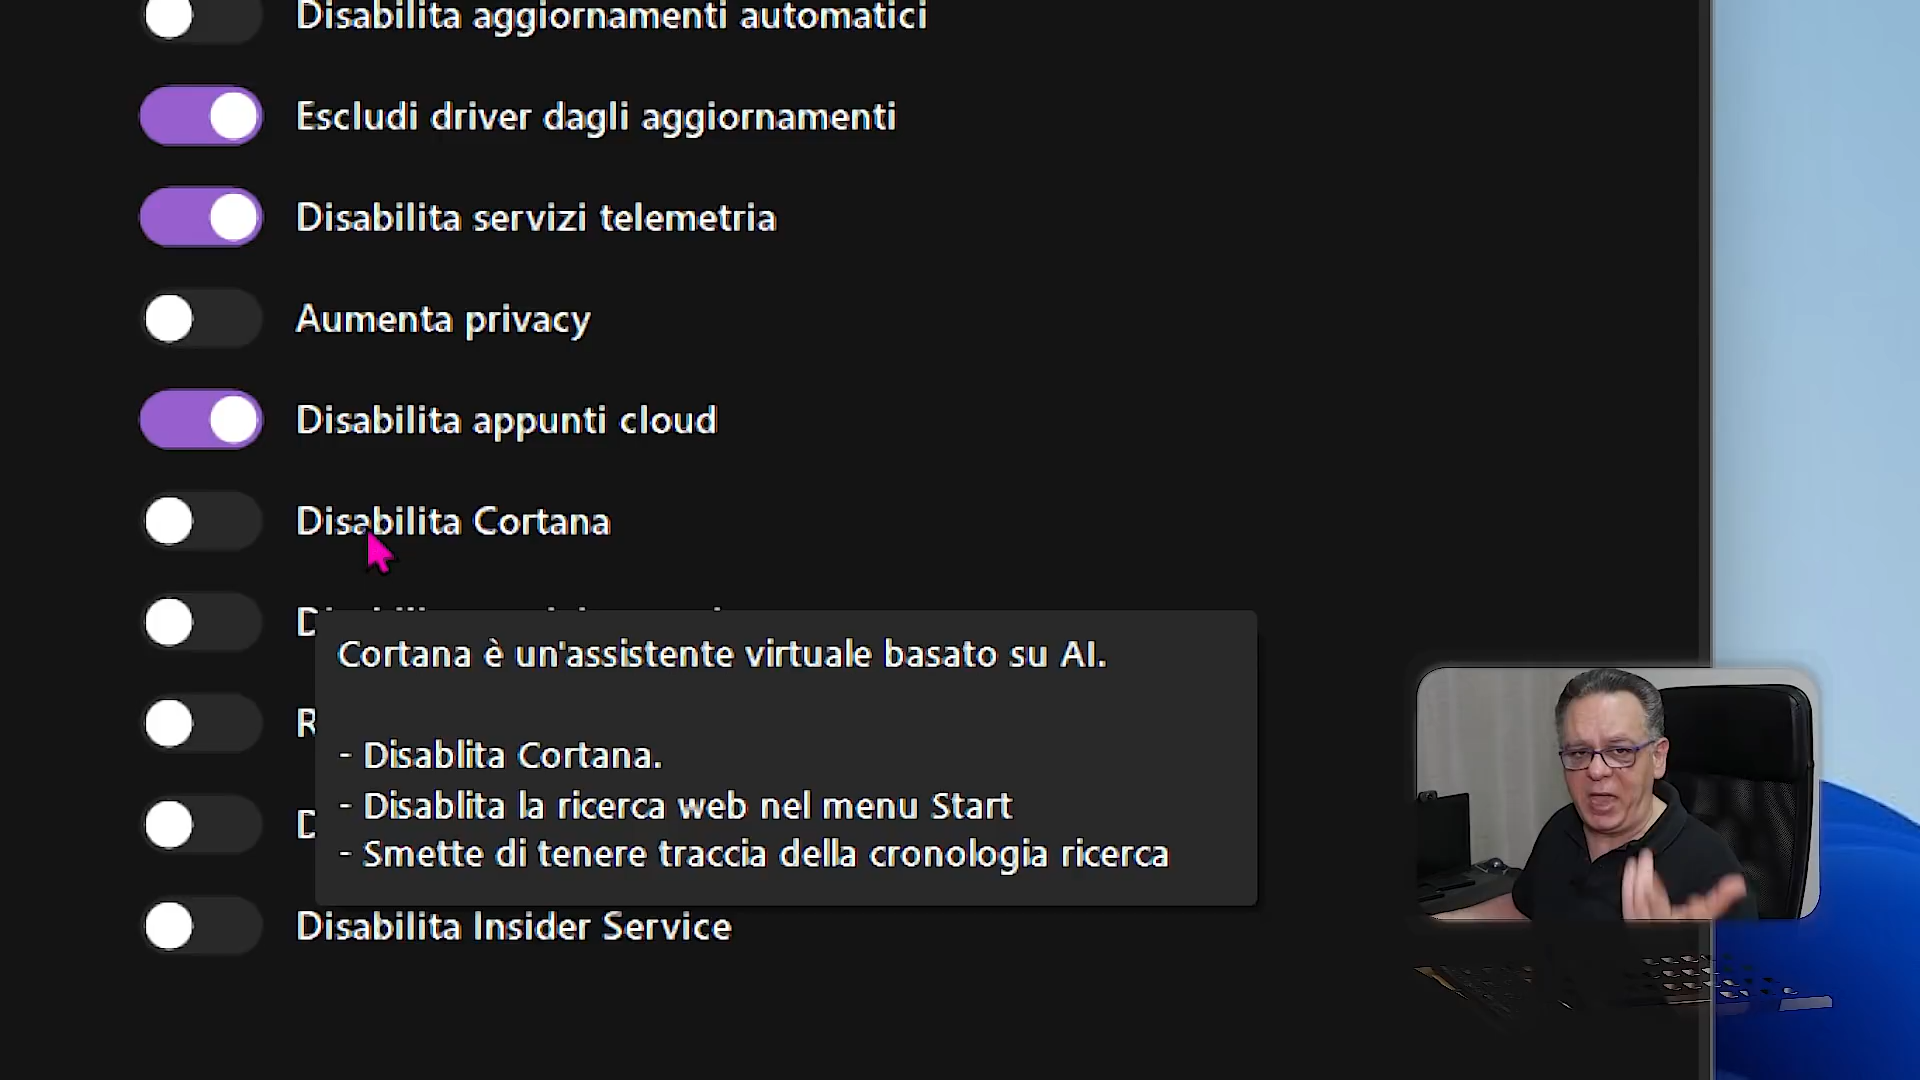 Disabilita aggiornamenti automatici
Escludi driver dagli aggiornamenti
Disabilita servizi telemetria
Aumenta privacy
Disabilita appunti cloud
Disabilita Cortana
Cortana è un'assistente virtuale basato su AI.
- Disablita Cortana.
- Disablita la ricerca web nel menu Start
- Smette di tenere traccia della cronologia ricerca
Disabilita Insider Service